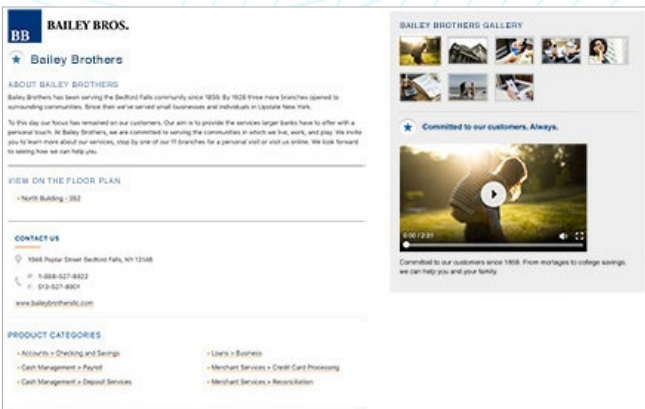 BB
BAILEY BROS.
Bailey Brothers
ABOUT BAILEY BROTHERS
Bailey Brothers has been serving the Bedford Falls community since 1858. By 1928 three more branches opened to
surrounding communities. Since then we've served small businesses and individuals in Upstate New York.
To this day our focus has remained on our customers. Our aim is to provide the services larger banks have to offer with a
personal touch. At Bailey Brothers, we are committed to serving the communities in which we live, work, and play. We invite
you to learn more about our services, stop by one of our 11 branches for a personal visit or visit us online. We look forward
to seeing how we can help you.
VIEW ON THE FLOOR PLAN
• North Building - 352
CONTACT US
Poplar Street Bedford Falls, NY
P: 1-888-527-8922
F: 513-527-8901
www.baileybrothersllc.com
PRODUCT CATEGORIES
• Accounts > Checking and Savings
• Cash Management > Payroll
• Cash Management > Deposit Services
• Loans > Business
• Merchant Services > Credit Card Processing
• Merchant Services > Reconciliation
BAILEY BROTHERS GALLERY
Committed to our customers. Always.
0:00 / 2:31
Committed to our customers since 1858. From mortages to college savings,
we can help you and your family.